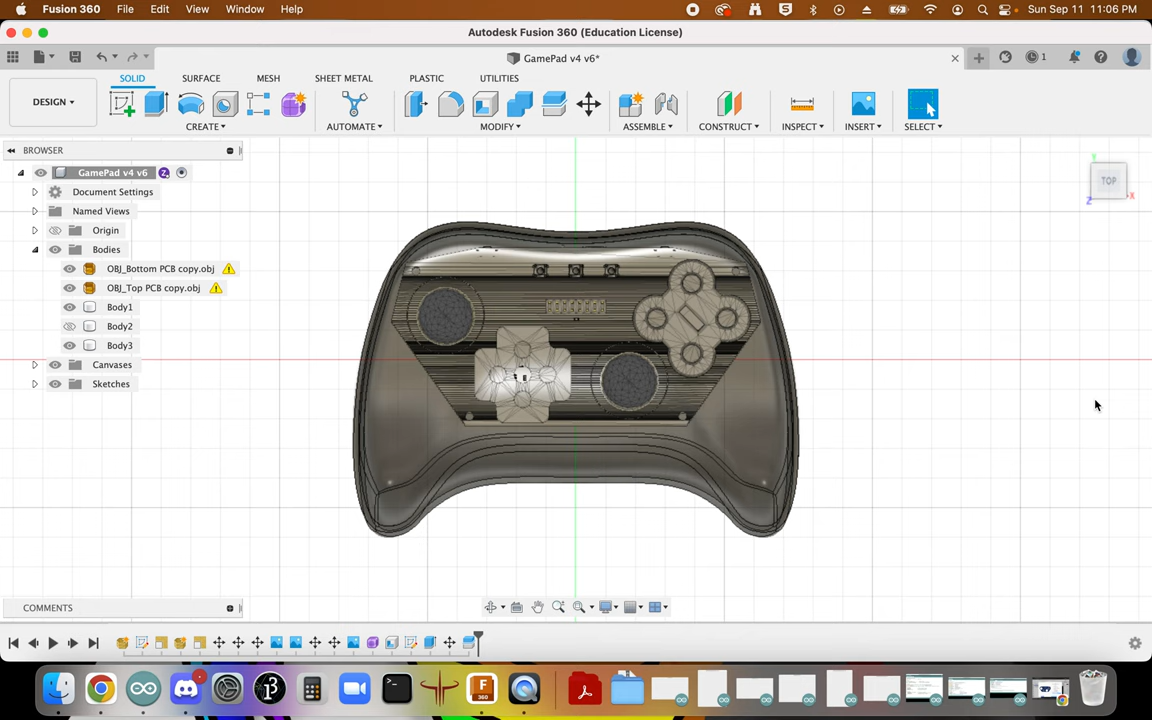 Fusion 360 File Edit View Window Help Sun Sep 11 11:06 PM
Autodesk Fusion 360 (Education License)
GamePad v4 v6* 1
SOLID SURFACE MESH SHEET METAL PLASTIC UTILITIES
DESIGN
CREATE AUTOMATE MODIFY ASSEMBLE CONSTRUCT INSPECT INSERT SELECT
BROWSER
GamePad v4 v6
Document Settings
Named Views
Origin
Bodies
OBJ_Bottom PCB copy.obj
OBJ_Top PCB copy.obj
Body1
Body2
Body3
Canvases
Sketches
TOP
X
Z
COMMENTS